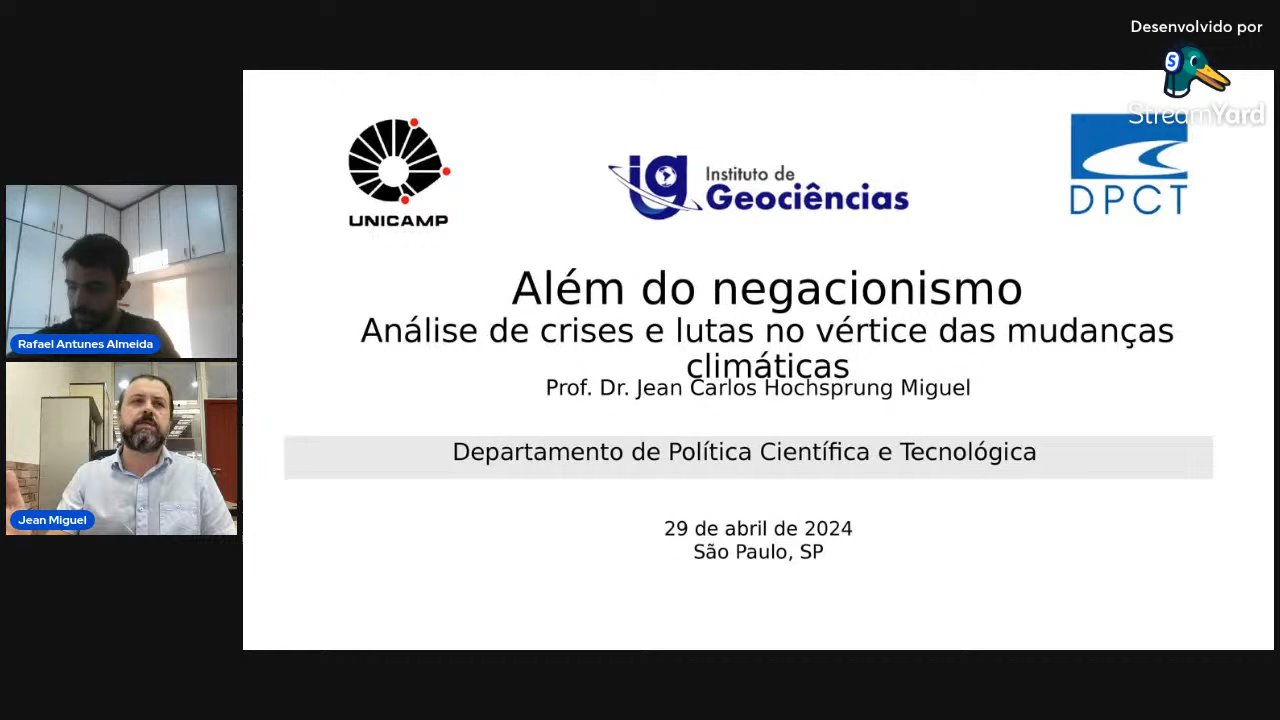 Desenvolvido por
StreamYard
UNICAMP
ig
Instituto de
Geociências
DPCT
Além do negacionismo
Análise de crises e lutas no vértice das mudanças
climáticas
Prof. Dr. Jean Carlos Hochsprung Miguel
Departamento de Política Científica e Tecnológica
29 de abril de 2024
São Paulo, SP
Rafael Antunes Almeida
Jean Miguel